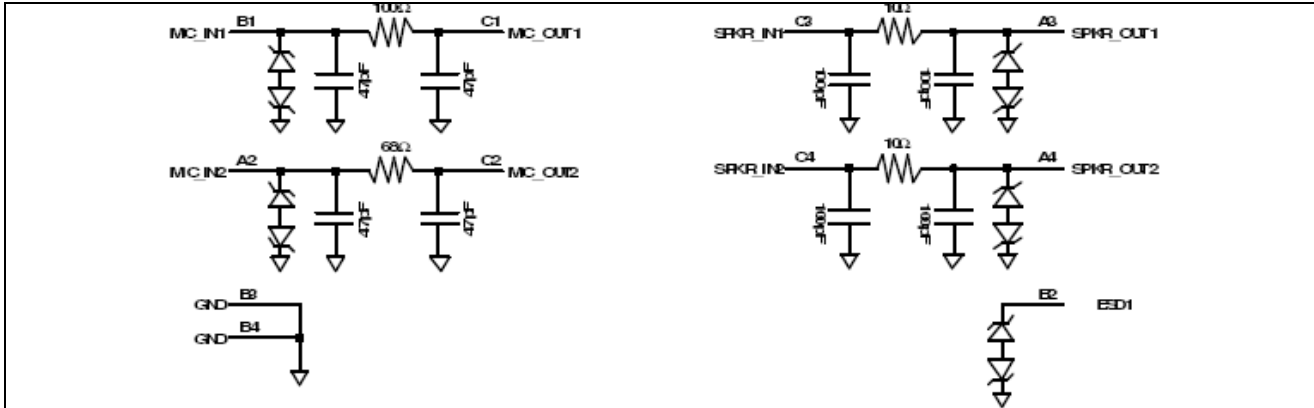 100Ω
B1
C1
MIC_IN1
MIC_OUT1
47pF
47pF
10Ω
C3
A3
SPKR_IN1
SPKR_OUT1
100pF
100pF
68Ω
A2
C2
MIC_IN2
MIC_OUT2
47pF
47pF
10Ω
C4
A4
SPKR_IN2
SPKR_OUT2
100pF
100pF
B3
GND
B4
GND
B2
ESD1